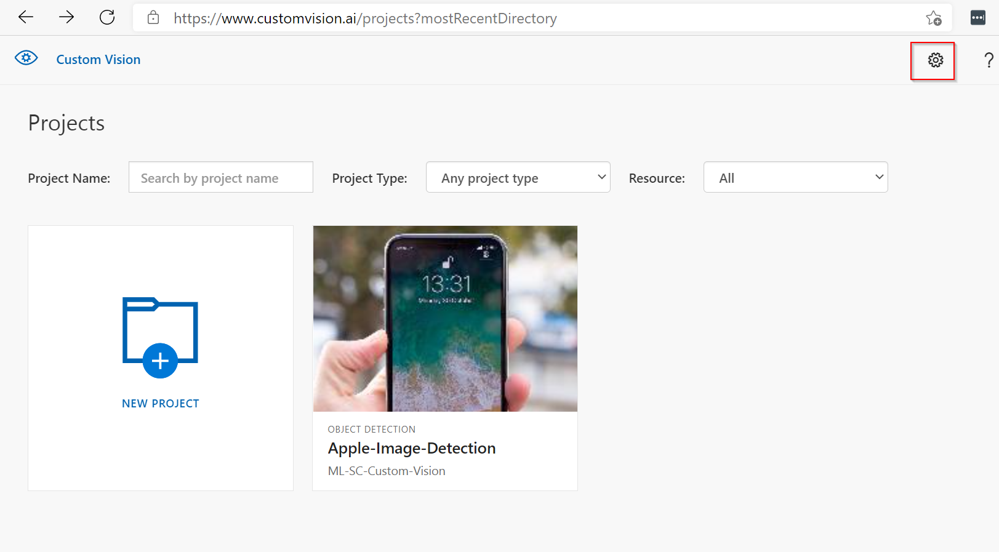 https://www.customvision.ai/projects?mostRecentDirectory
Custom Vision
?
Projects
Project Name: Search by project name Project Type: Any project type Resource: All
13:31
NEW PROJECT
OBJECT DETECTION
Apple-Image-Detection
ML-SC-Custom-Vision